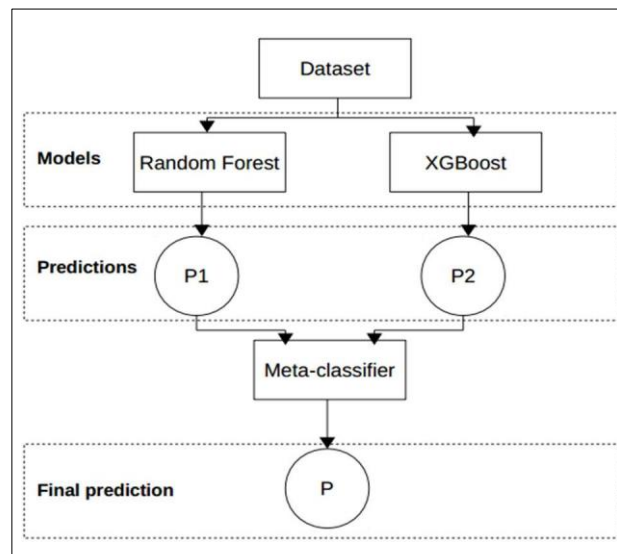 Dataset
Models
Random Forest
XGBoost
Predictions
P1
P2
Meta-classifier
Final prediction
P